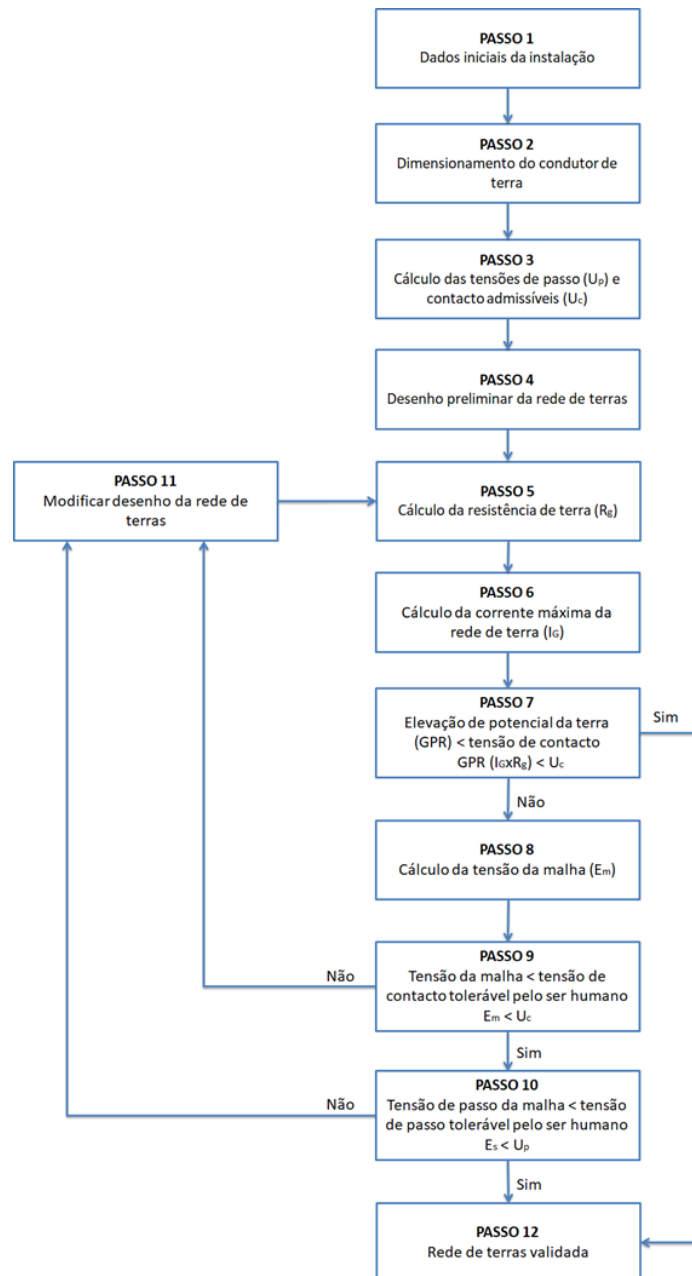 PASSO 1
Dados iniciais da instalação
PASSO 2
Dimensionamento do condutor de
terra
PASSO 3
Cálculo das tensões de passo (Up) e
contacto admissíveis (Uc)
PASSO 4
Desenho preliminar da rede de terras
PASSO 11
Modificar desenho da rede de
terras
PASSO 5
Cálculo da resistência de terra (Rg)
PASSO 6
Cálculo da corrente máxima da
rede de terra (IG)
PASSO 7
Elevação de potencial da terra
(GPR) < tensão de contacto
GPR (IGxRg) < Uc
Sim
Não
PASSO 8
Cálculo da tensão da malha (Em)
PASSO 9
Tensão da malha < tensão de
contacto tolerável pelo ser humano
Em < Uc
Não
Sim
PASSO 10
Tensão de passo da malha < tensão
de passo tolerável pelo ser humano
Es < Up
Não
Sim
PASSO 12
Rede de terras validada